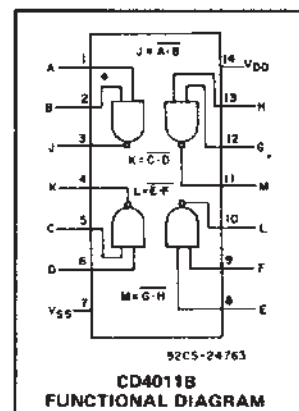 J = A·B
A 1
14 VDD
B 2
13 H
J 3
12 G
K = C·D
K 4
11 M
L = E·F
C 5
10 L
D 6
9 F
M = G·H
VSS 7
8 E
92CS-24763
CD4011B
FUNCTIONAL DIAGRAM